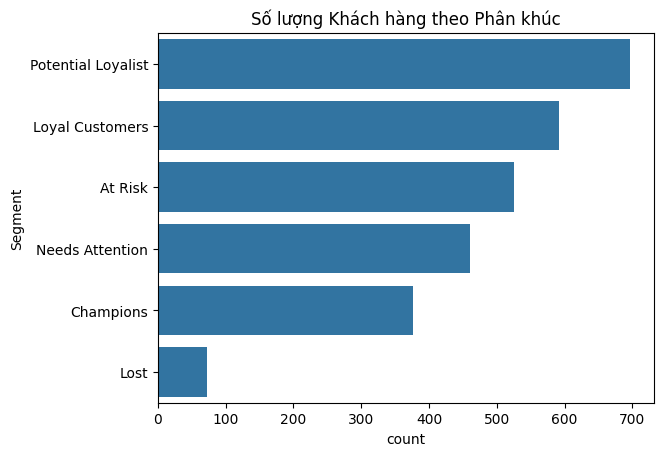 Số lượng Khách hàng theo Phân khúc
Segment
Potential Loyalist
Loyal Customers
At Risk
Needs Attention
Champions
Lost
0 100 200 300 400 500 600 700
count